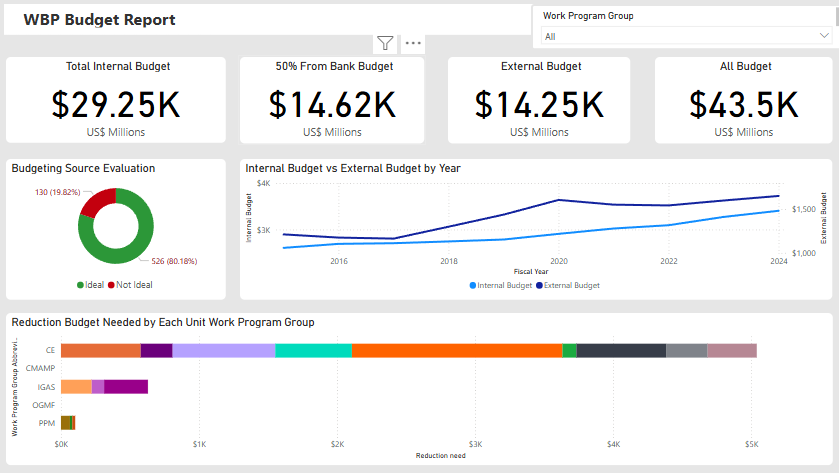 WBP Budget Report
Work Program Group
All
Total Internal Budget
$29.25K
US$ Millions
50% From Bank Budget
$14.62K
US$ Millions
External Budget
$14.25K
US$ Millions
All Budget
$43.5K
US$ Millions
Budgeting Source Evaluation
130 (19.82%)
526 (80.18%)
Ideal Not Ideal
Internal Budget vs External Budget by Year
Internal Budget
$4K
$3K
$1,500
$1,000
External Budget
2016 2018 2020 2022 2024
Fiscal Year
Internal Budget External Budget
Reduction Budget Needed by Each Unit Work Program Group
Work Program Group Abbrevi...
CE
CMAMP
IGAS
OGMF
PPM
$0K $1K $2K $3K $4K $5K
Reduction need